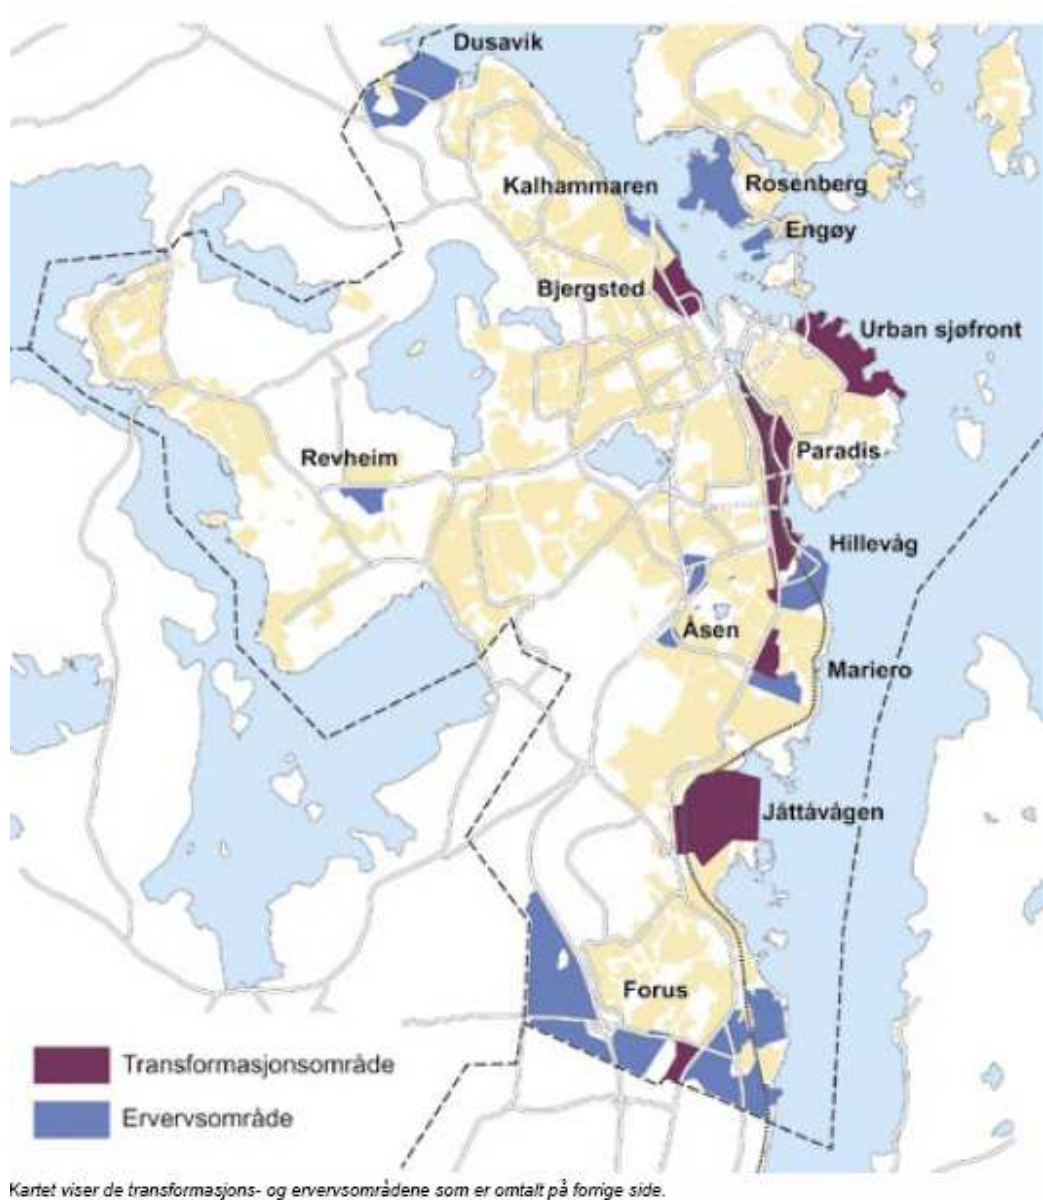 Dusavik
Kalhammaren
Rosenberg
Engøy
Bjergsted
Urban sjøfront
Paradis
Revheim
Hillevåg
Åsen
Mariero
Jåttåvågen
Forus
Transformasjonsområde
Ervervsområde
Kartet viser de transformasjons- og ervervsområdene som er omtalt på forrige side.